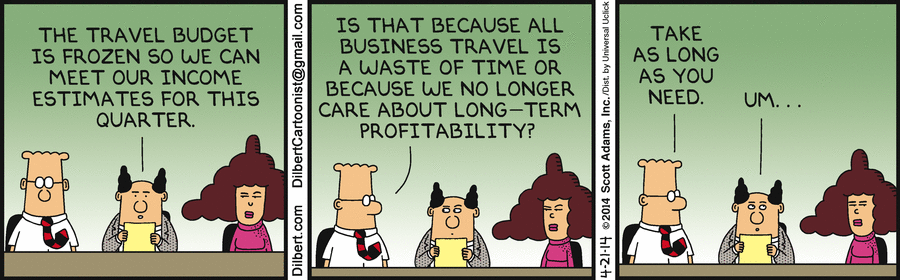 THE TRAVEL BUDGET
IS FROZEN SO WE CAN
MEET OUR INCOME
ESTIMATES FOR THIS
QUARTER.
Dilbert.com DilbertCartoonist@gmail.com
IS THAT BECAUSE ALL
BUSINESS TRAVEL IS
A WASTE OF TIME OR
BECAUSE WE NO LONGER
CARE ABOUT LONG-TERM
PROFITABILITY?
4-21-14 ©2014 Scott Adams, Inc. /Dist. by Universal Uclick
TAKE
AS LONG
AS YOU
NEED.
UM...